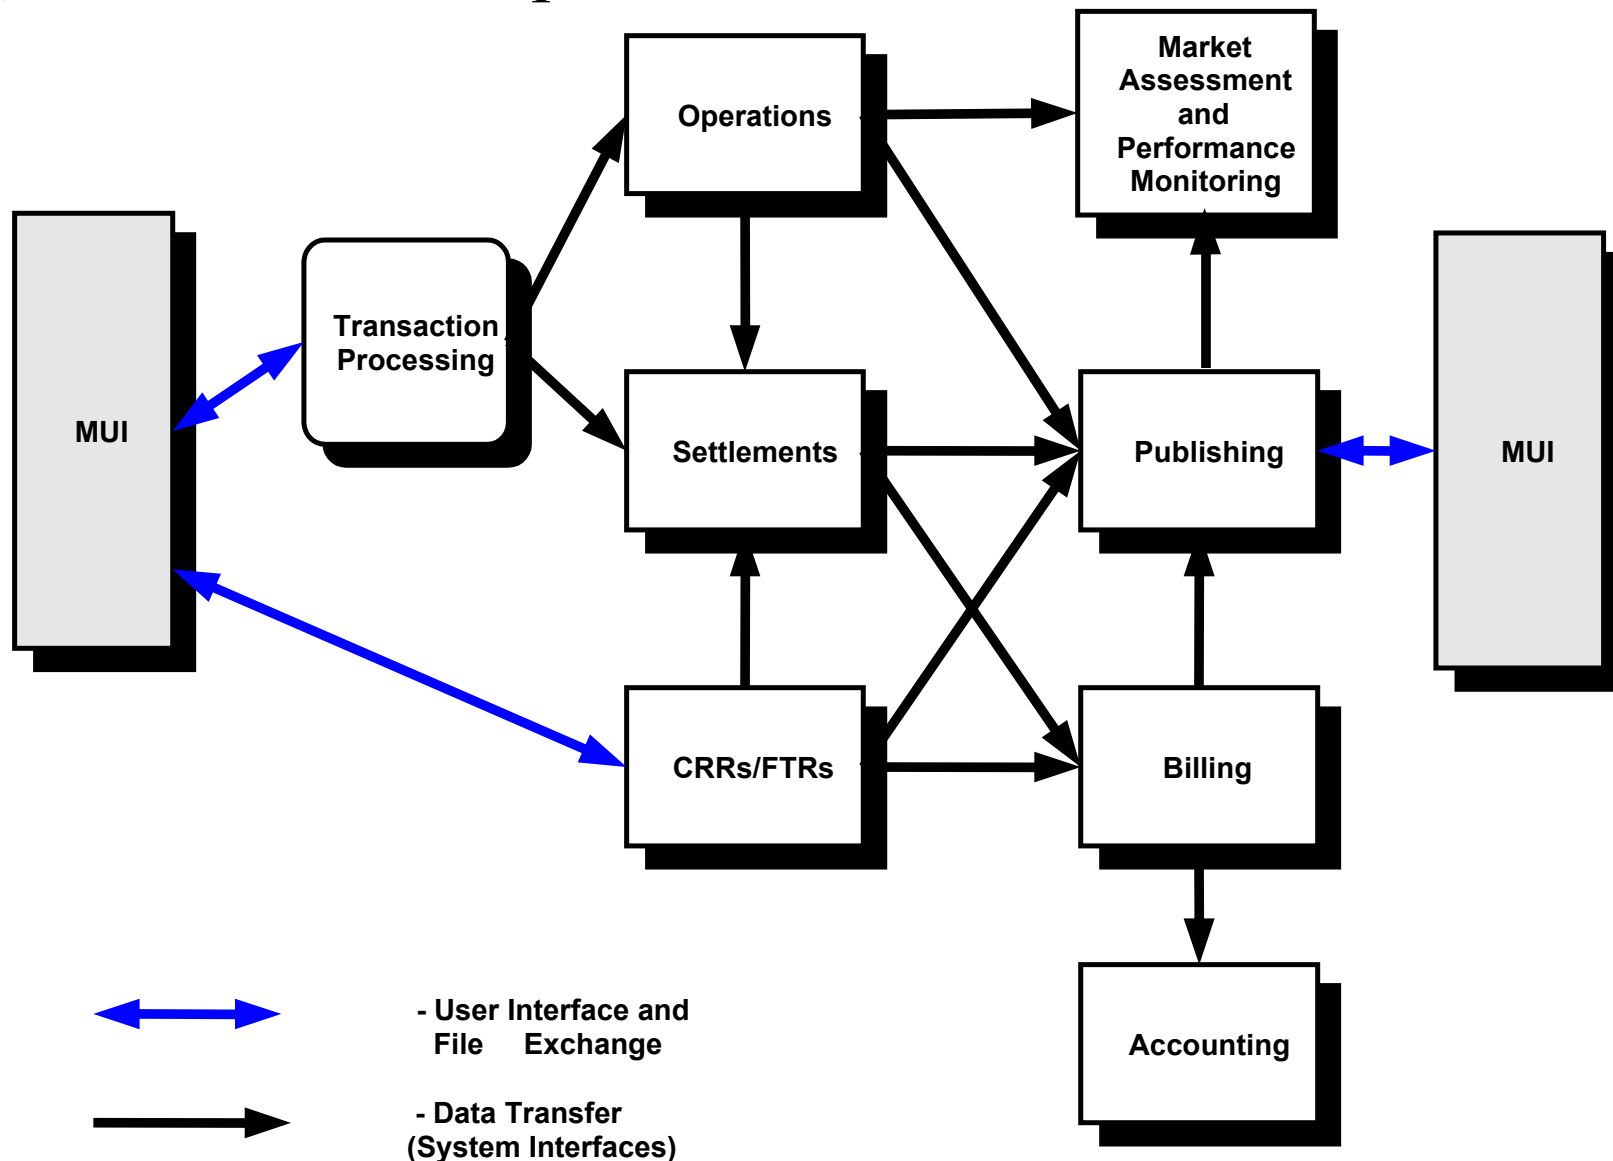 Operations
Market
Assessment
and
Performance
Monitoring
Transaction
Processing
MUI
Settlements
Publishing
MUI
CRRs/FTRs
Billing
Accounting
- User Interface and
File Exchange
- Data Transfer
(System Interfaces)